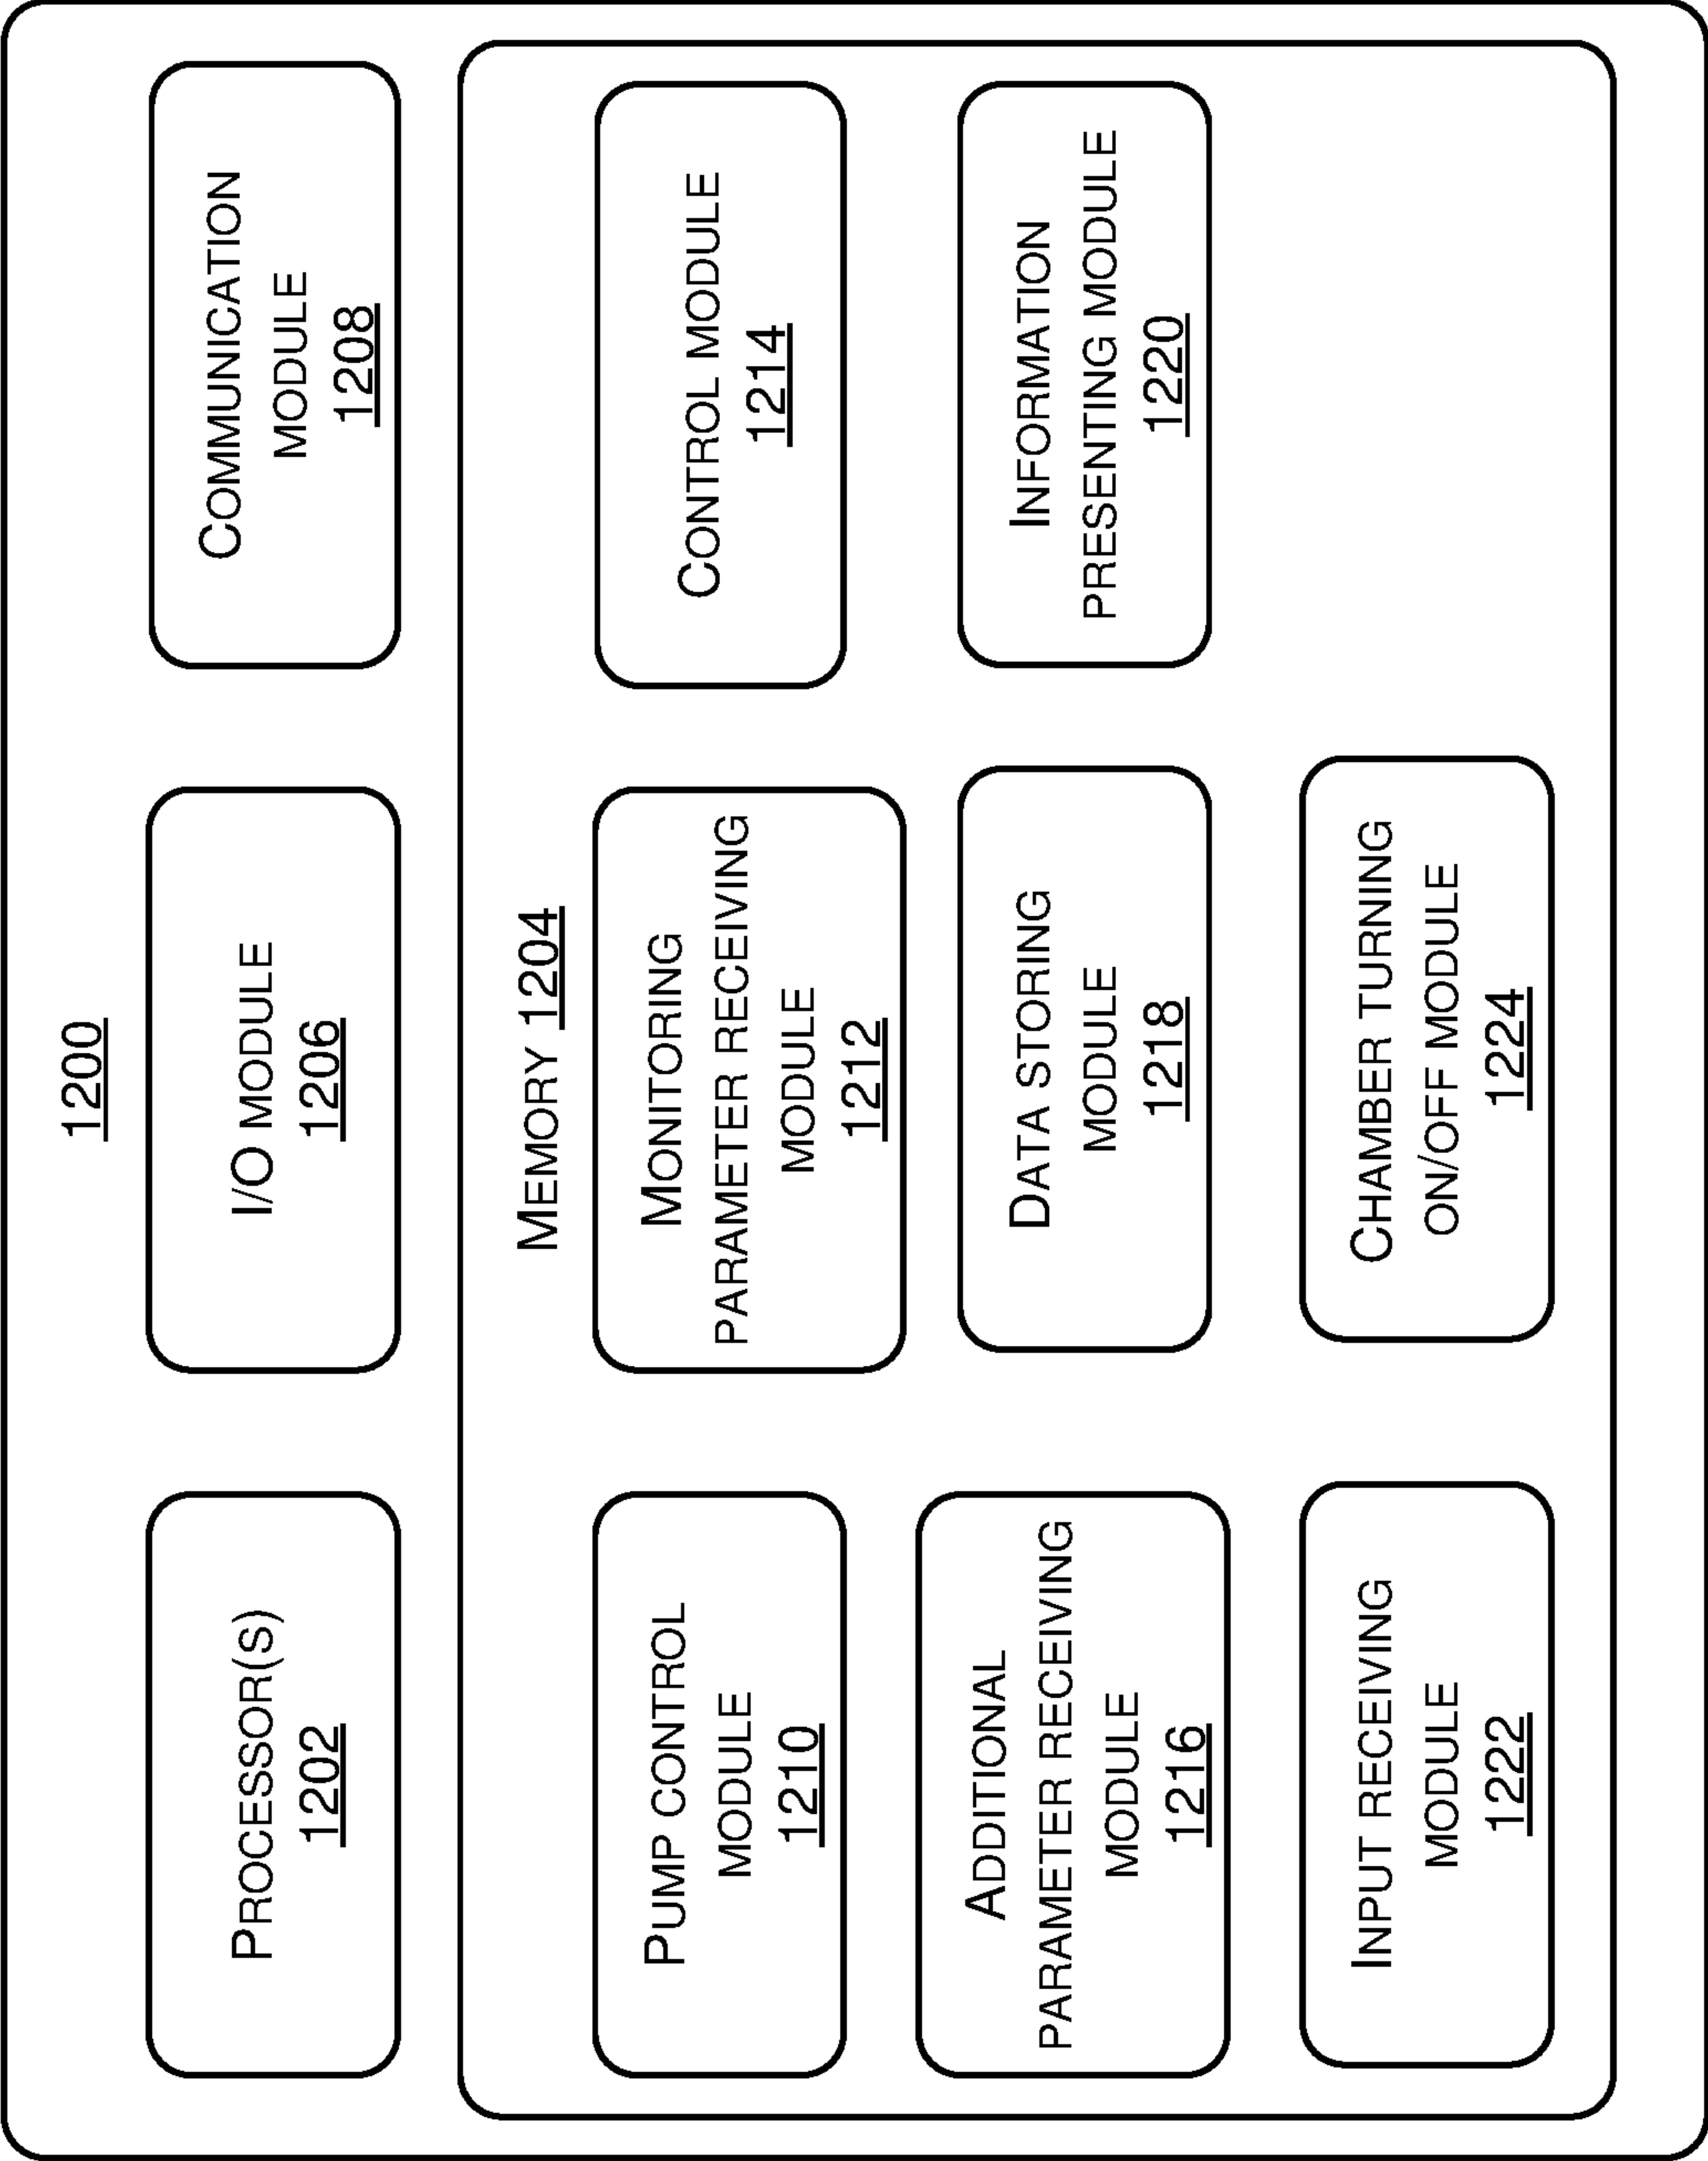 1200
PROCESSOR(S)
1202
I/O MODULE
1206
COMMUNICATION
MODULE
1208
MEMORY 1204
PUMP CONTROL
MODULE
1210
MONITORING
PARAMETER RECEIVING
MODULE
1212
CONTROL MODULE
1214
ADDITIONAL
PARAMETER RECEIVING
MODULE
1216
DATA STORING
MODULE
1218
INFORMATION
PRESENTING MODULE
1220
INPUT RECEIVING
MODULE
1222
CHAMBER TURNING
ON/OFF MODULE
1224